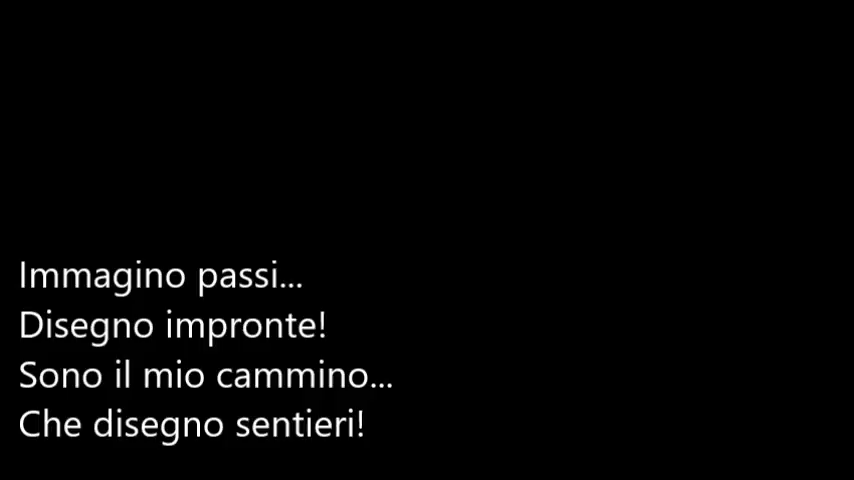 Immagino passi...
Disegno impronte!
Sono il mio cammino...
Che disegno sentieri!